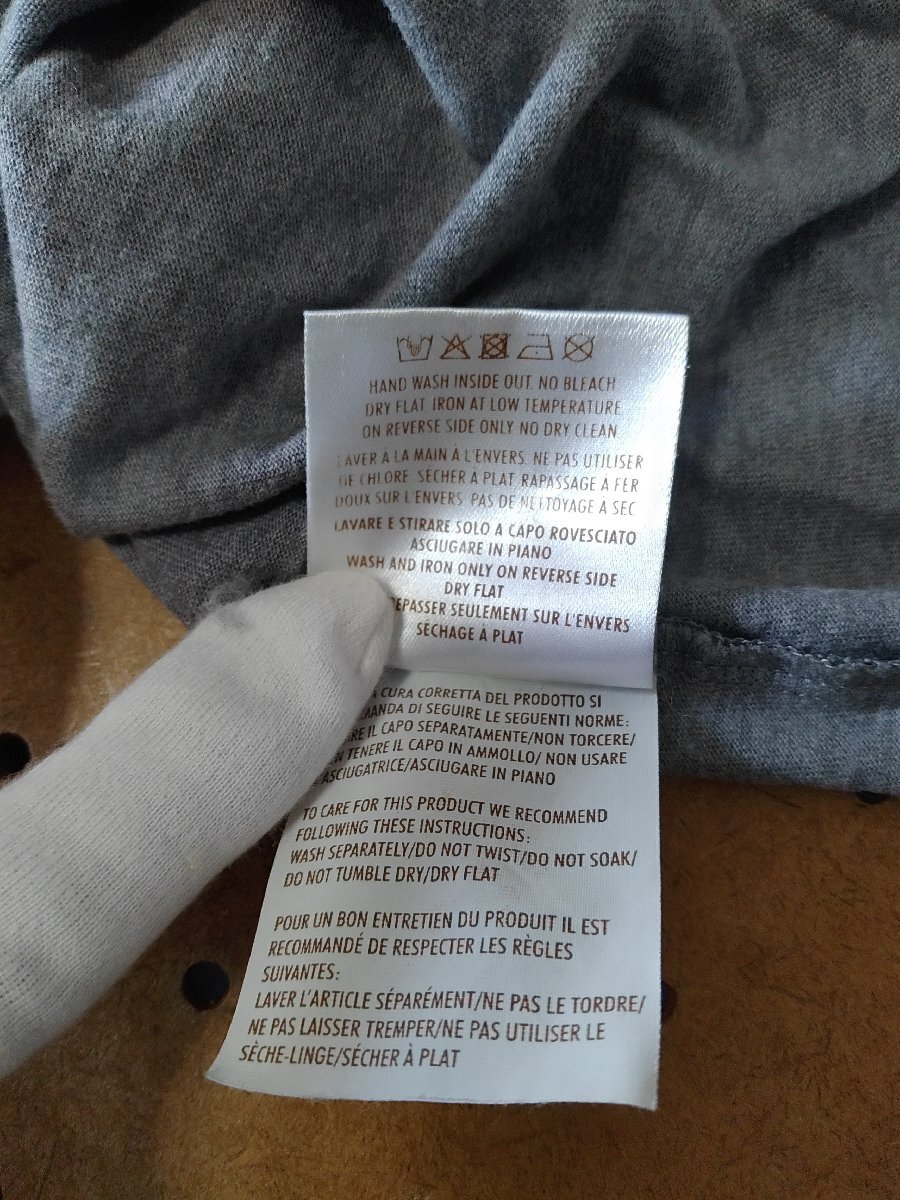 HAND WASH INSIDE OUT. NO BLEACH
DRY FLAT. IRON AT LOW TEMPERATURE
ON REVERSE SIDE ONLY NO DRY CLEAN
LAVER À LA MAIN À L'ENVERS. NE PAS UTILISER
DE CHLORE. SÉCHER À PLAT. RAPASSAGE A FER
DOUX SUR L'ENVERS. PAS DE NETTOYAGE A SEC
LAVARE E STIRARE SOLO A CAPO ROVESCIATO
ASCIUGARE IN PIANO
WASH AND IRON ONLY ON REVERSE SIDE
DRY FLAT
SEULEMENT SUR L'ENVERS
SÉCHAGE À PLAT
CURA CORRETTA DEL PRODOTTO SI
DI SEGUIRE LE SEGUENTI NORME:
IL CAPO SEPARATAMENTE/NON TORCERE/
TENERE IL CAPO IN AMMOLLO/ NON USARE
ASCIUGATRICE/ASCIUGARE IN PIANO
TO CARE FOR THIS PRODUCT WE RECOMMEND
FOLLOWING THESE INSTRUCTIONS:
WASH SEPARATELY/DO NOT TWIST/DO NOT SOAK/
DO NOT TUMBLE DRY/DRY FLAT
POUR UN BON ENTRETIEN DU PRODUIT IL EST
RECOMMANDÉ DE RESPECTER LES RÈGLES
SUIVANTES:
LAVER L'ARTICLE SÉPARÉMENT/NE PAS LE TORDRE/
NE PAS LAISSER TREMPER/NE PAS UTILISER LE
SÈCHE-LINGE/SÉCHER À PLAT